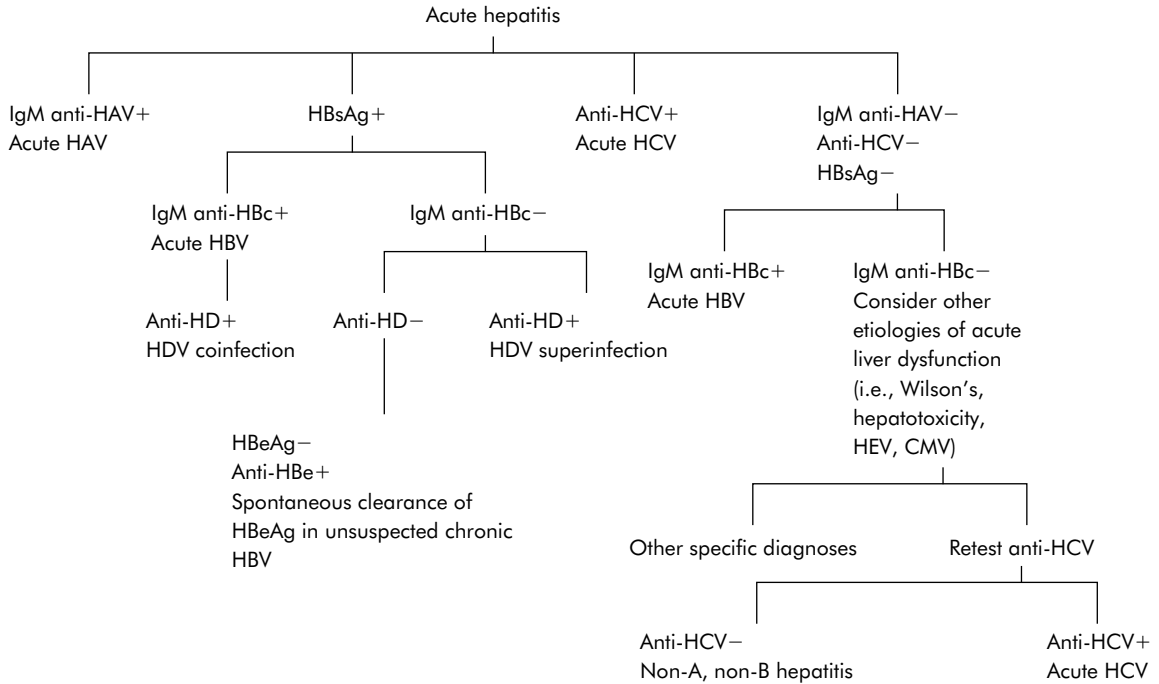 Acute hepatitis
IgM anti-HAV+
Acute HAV
HBsAg+
Anti-HCV+
Acute HCV
IgM anti-HAV−
Anti-HCV−
HBsAg−
IgM anti-HBc+
Acute HBV
IgM anti-HBc−
IgM anti-HBc+
Acute HBV
IgM anti-HBc−
Consider other
etiologies of acute
liver dysfunction
(i.e., Wilson's,
hepatotoxicity,
HEV, CMV)
Anti-HD+
HDV coinfection
Anti-HD−
Anti-HD+
HDV superinfection
HBeAg−
Anti-HBe+
Spontaneous clearance of
HBeAg in unsuspected chronic
HBV
Other specific diagnoses
Retest anti-HCV
Anti-HCV−
Non-A, non-B hepatitis
Anti-HCV+
Acute HCV